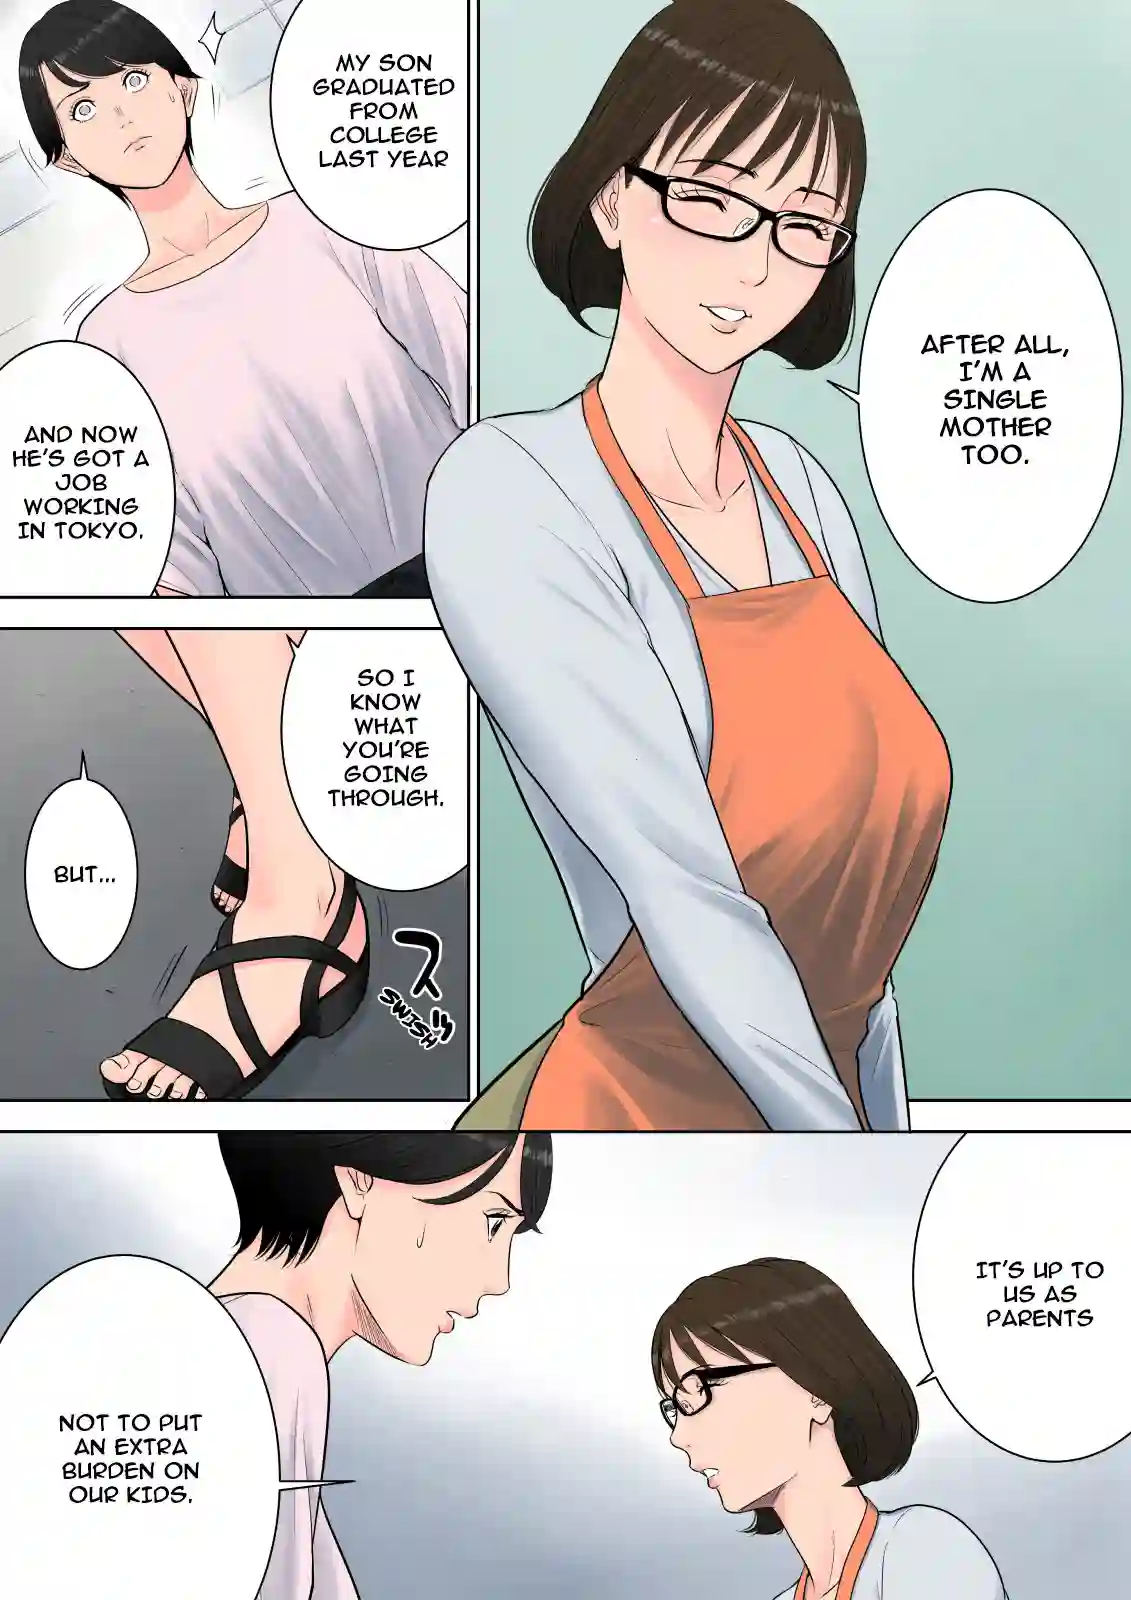 AFTER ALL,
I'M A
SINGLE
MOTHER
TOO.
MY SON
GRADUATED
FROM
COLLEGE
LAST YEAR
AND NOW
HE'S GOT A
JOB
WORKING
IN TOKYO.
SO I
KNOW
WHAT
YOU'RE
GOING
THROUGH.
BUT...
スッ
SWISH
IT'S UP TO
US AS
PARENTS
NOT TO PUT
AN EXTRA
BURDEN ON
OUR KIDS.